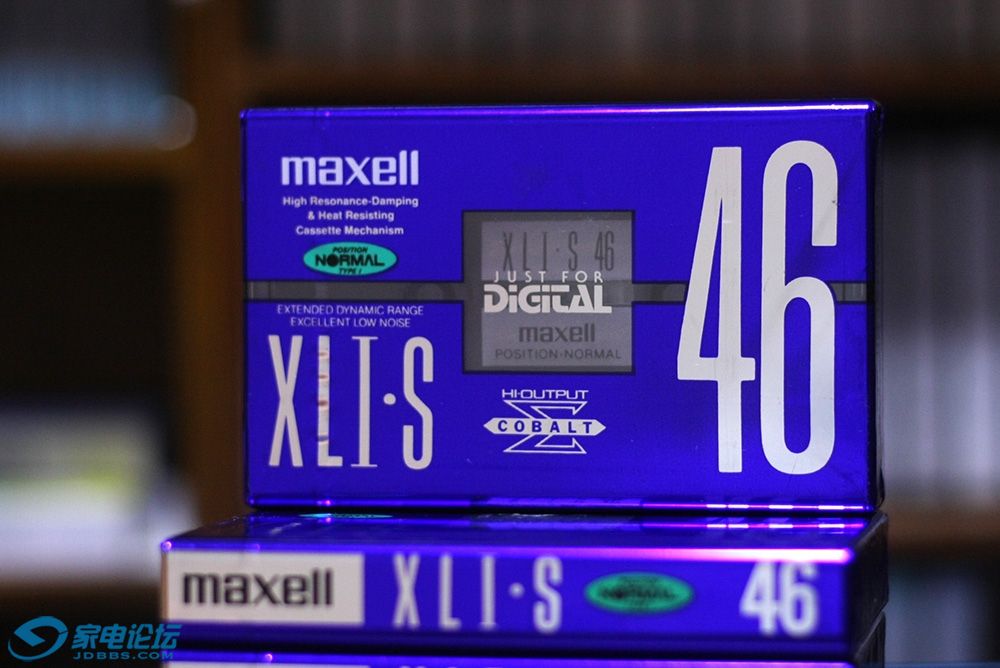 maxell
High Resonance-Damping
& Heat Resisting
Cassette Mechanism
POSITION
NORMAL
TYPE I
EXTENDED DYNAMIC RANGE
EXCELLENT LOW NOISE
XLI·S
XLI·S 46
JUST FOR
DIGITAL
maxell
POSITION·NORMAL
HI-OUTPUT
Σ
COBALT
46
maxell
XLI·S
NORMAL
46
家电论坛
JDBBS.COM